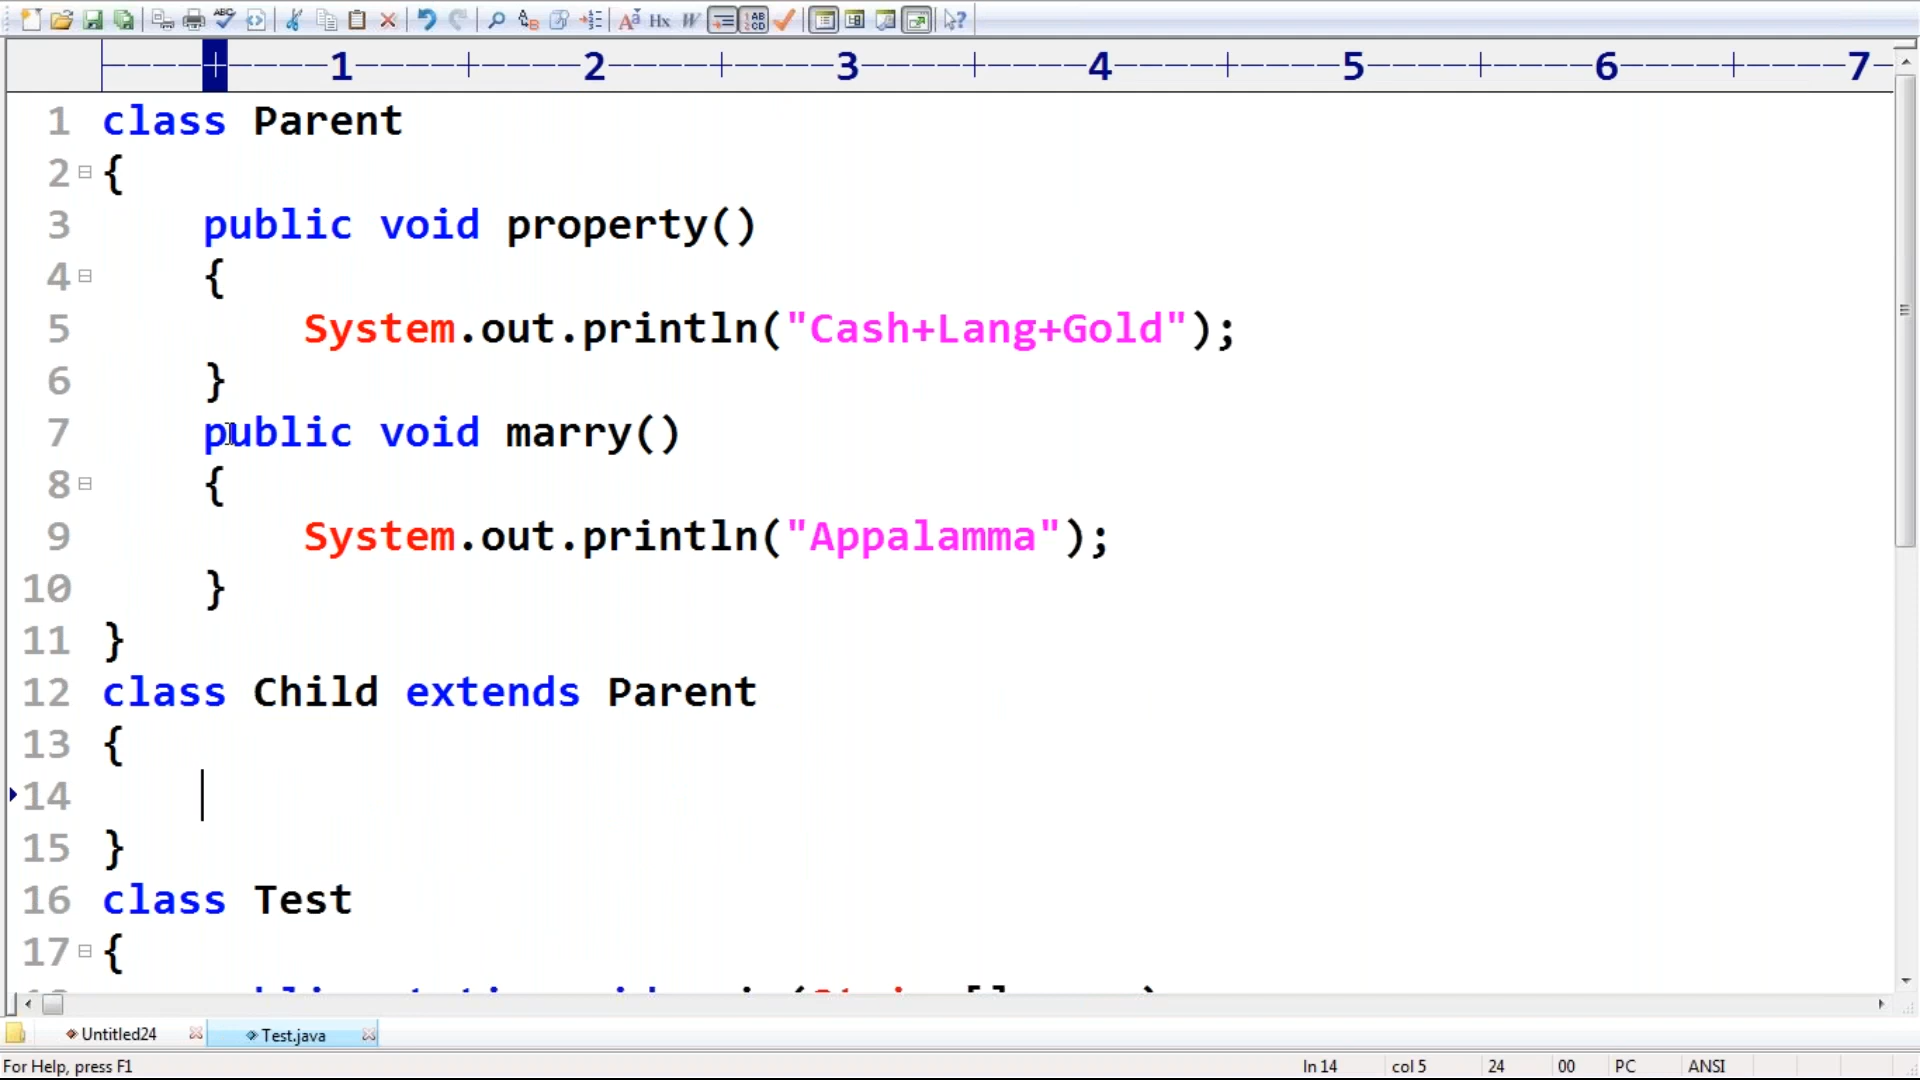 ----+----1----+----2----+----3----+----4----+----5----+----6----+----7-
1 class Parent
2 {
3 public void property()
4 {
5 System.out.println("Cash+Lang+Gold");
6 }
7 public void marry()
8 {
9 System.out.println("Appalamma");
10 }
11 }
12 class Child extends Parent
13 {
14
15 }
16 class Test
17 {
Untitled24 Test.java
For Help, press F1 ln 14 col 5 24 00 PC ANSI